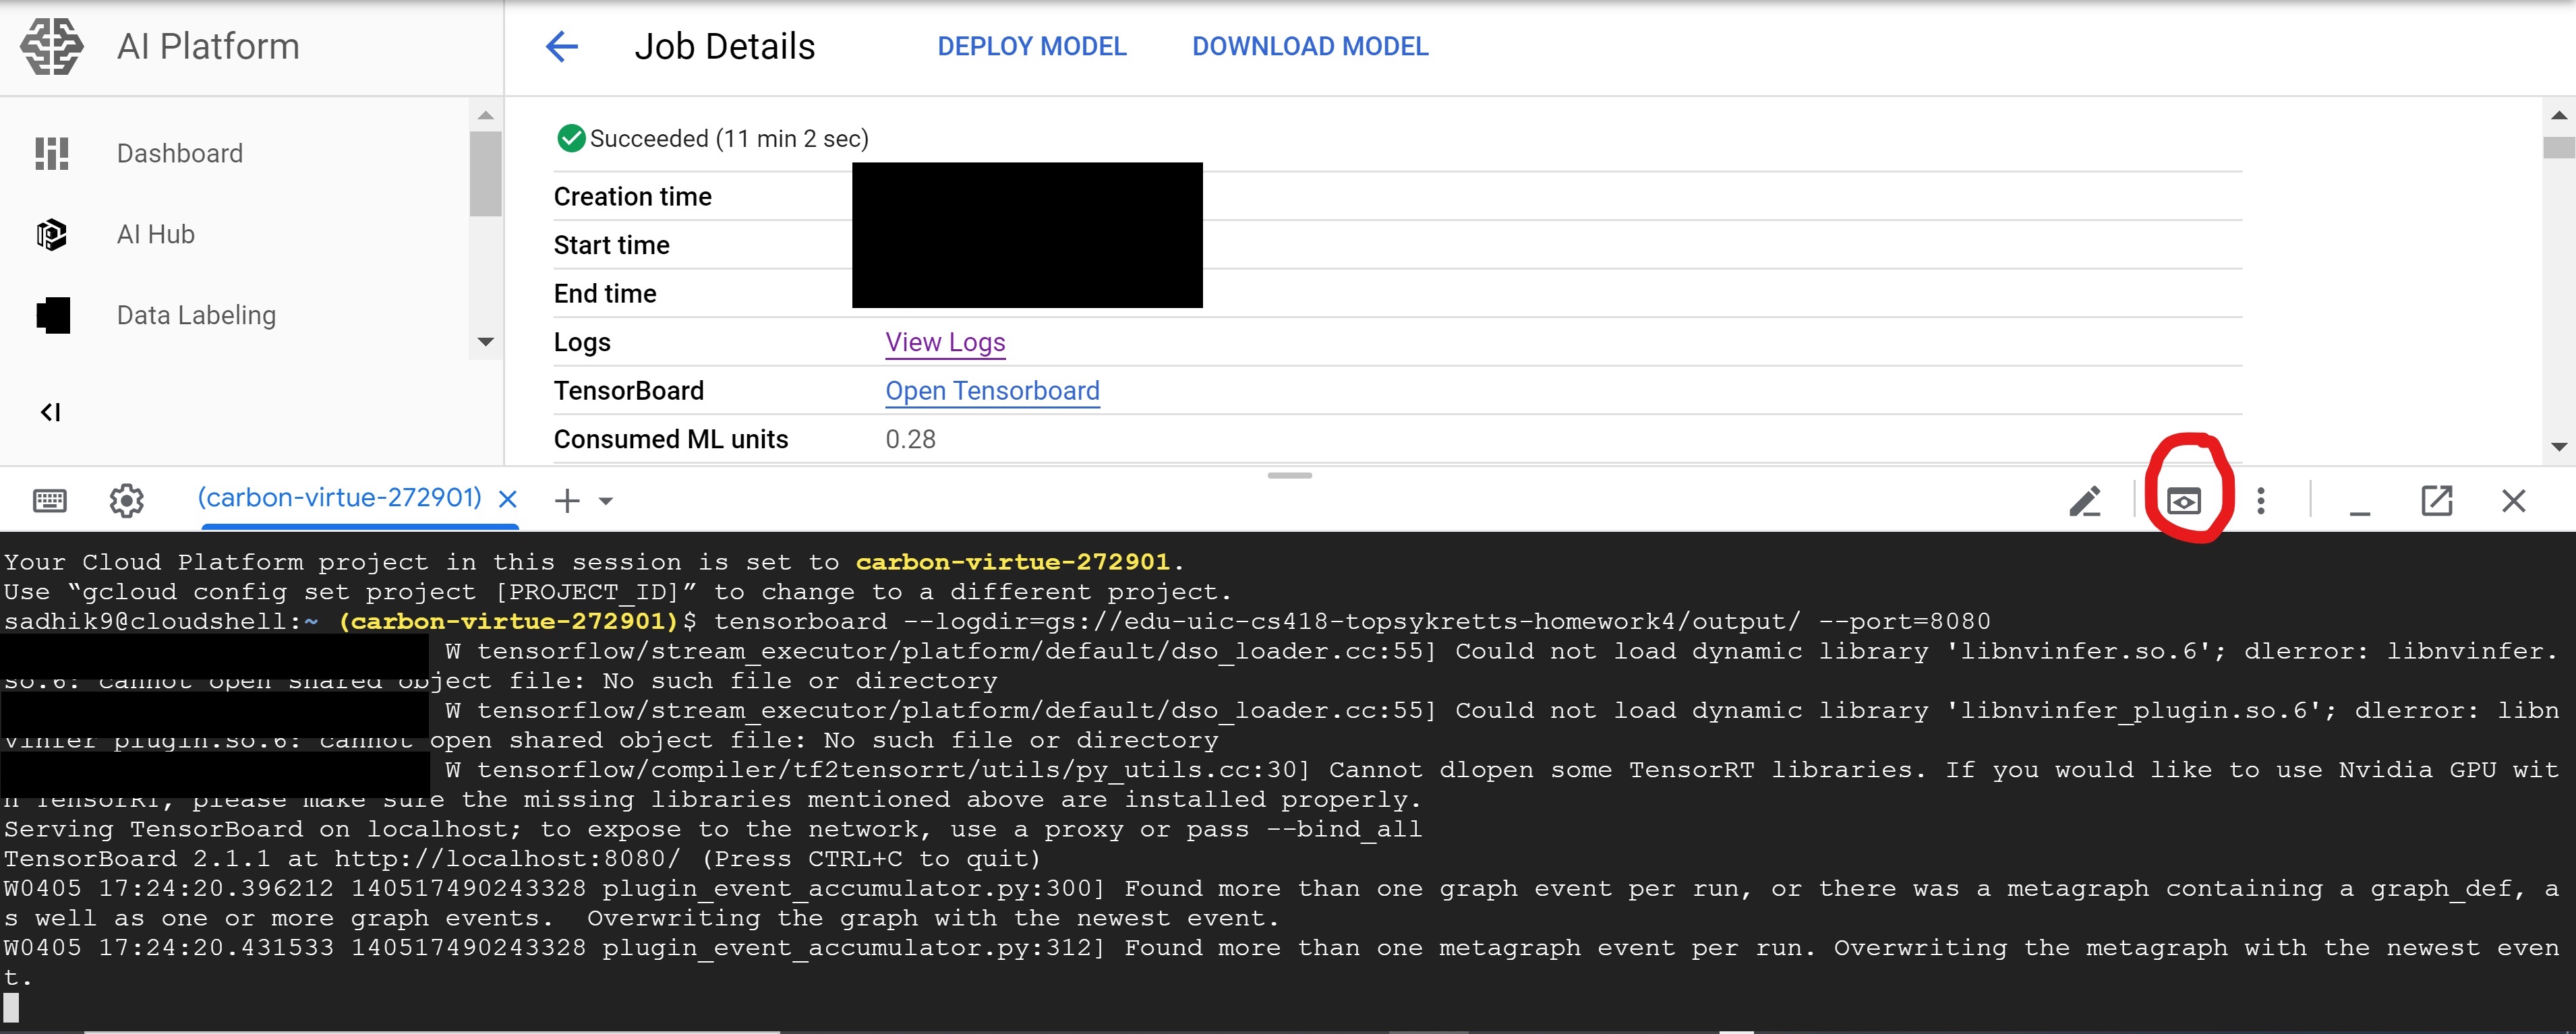 AI Platform
Job Details
DEPLOY MODEL
DOWNLOAD MODEL
Dashboard
AI Hub
Data Labeling
Succeeded (11 min 2 sec)
Creation time
Start time
End time
Logs View Logs
TensorBoard Open Tensorboard
Consumed ML units 0.28
(carbon-virtue-272901)
Your Cloud Platform project in this session is set to carbon-virtue-272901.
Use “gcloud config set project [PROJECT_ID]” to change to a different project.
sadhik9@cloudshell:~ (carbon-virtue-272901)$ tensorboard --logdir=gs://edu-uic-cs418-topsykretts-homework4/output/ --port=8080
W tensorflow/stream_executor/platform/default/dso_loader.cc:55] Could not load dynamic library 'libnvinfer.so.6'; dlerror: libnvinfer.
so.6: cannot open shared object file: No such file or directory
W tensorflow/stream_executor/platform/default/dso_loader.cc:55] Could not load dynamic library 'libnvinfer_plugin.so.6'; dlerror: libn
vinfer_plugin.so.6: cannot open shared object file: No such file or directory
W tensorflow/compiler/tf2tensorrt/utils/py_utils.cc:30] Cannot dlopen some TensorRT libraries. If you would like to use Nvidia GPU wit
h TensorRT, please make sure the missing libraries mentioned above are installed properly.
Serving TensorBoard on localhost; to expose to the network, use a proxy or pass --bind_all
TensorBoard 2.1.1 at http://localhost:8080/ (Press CTRL+C to quit)
W0405 17:24:20.396212 140517490243328 plugin_event_accumulator.py:300] Found more than one graph event per run, or there was a metagraph containing a graph_def, a
s well as one or more graph events.  Overwriting the graph with the newest event.
W0405 17:24:20.431533 140517490243328 plugin_event_accumulator.py:312] Found more than one metagraph event per run. Overwriting the metagraph with the newest even
t.